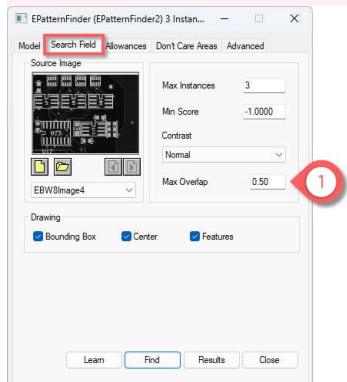 EPatternFinder (EPatternFinder2) 3 Instan...
Model Search Field Allowances Don't Care Areas Advanced
Source Image
U13
U17
Max Instances 3
Min Score -1.0000
Contrast
Normal
Max Overlap 0.50
1
EBW8Image4
Drawing
Bounding Box Center Features
Learn Find Results Close